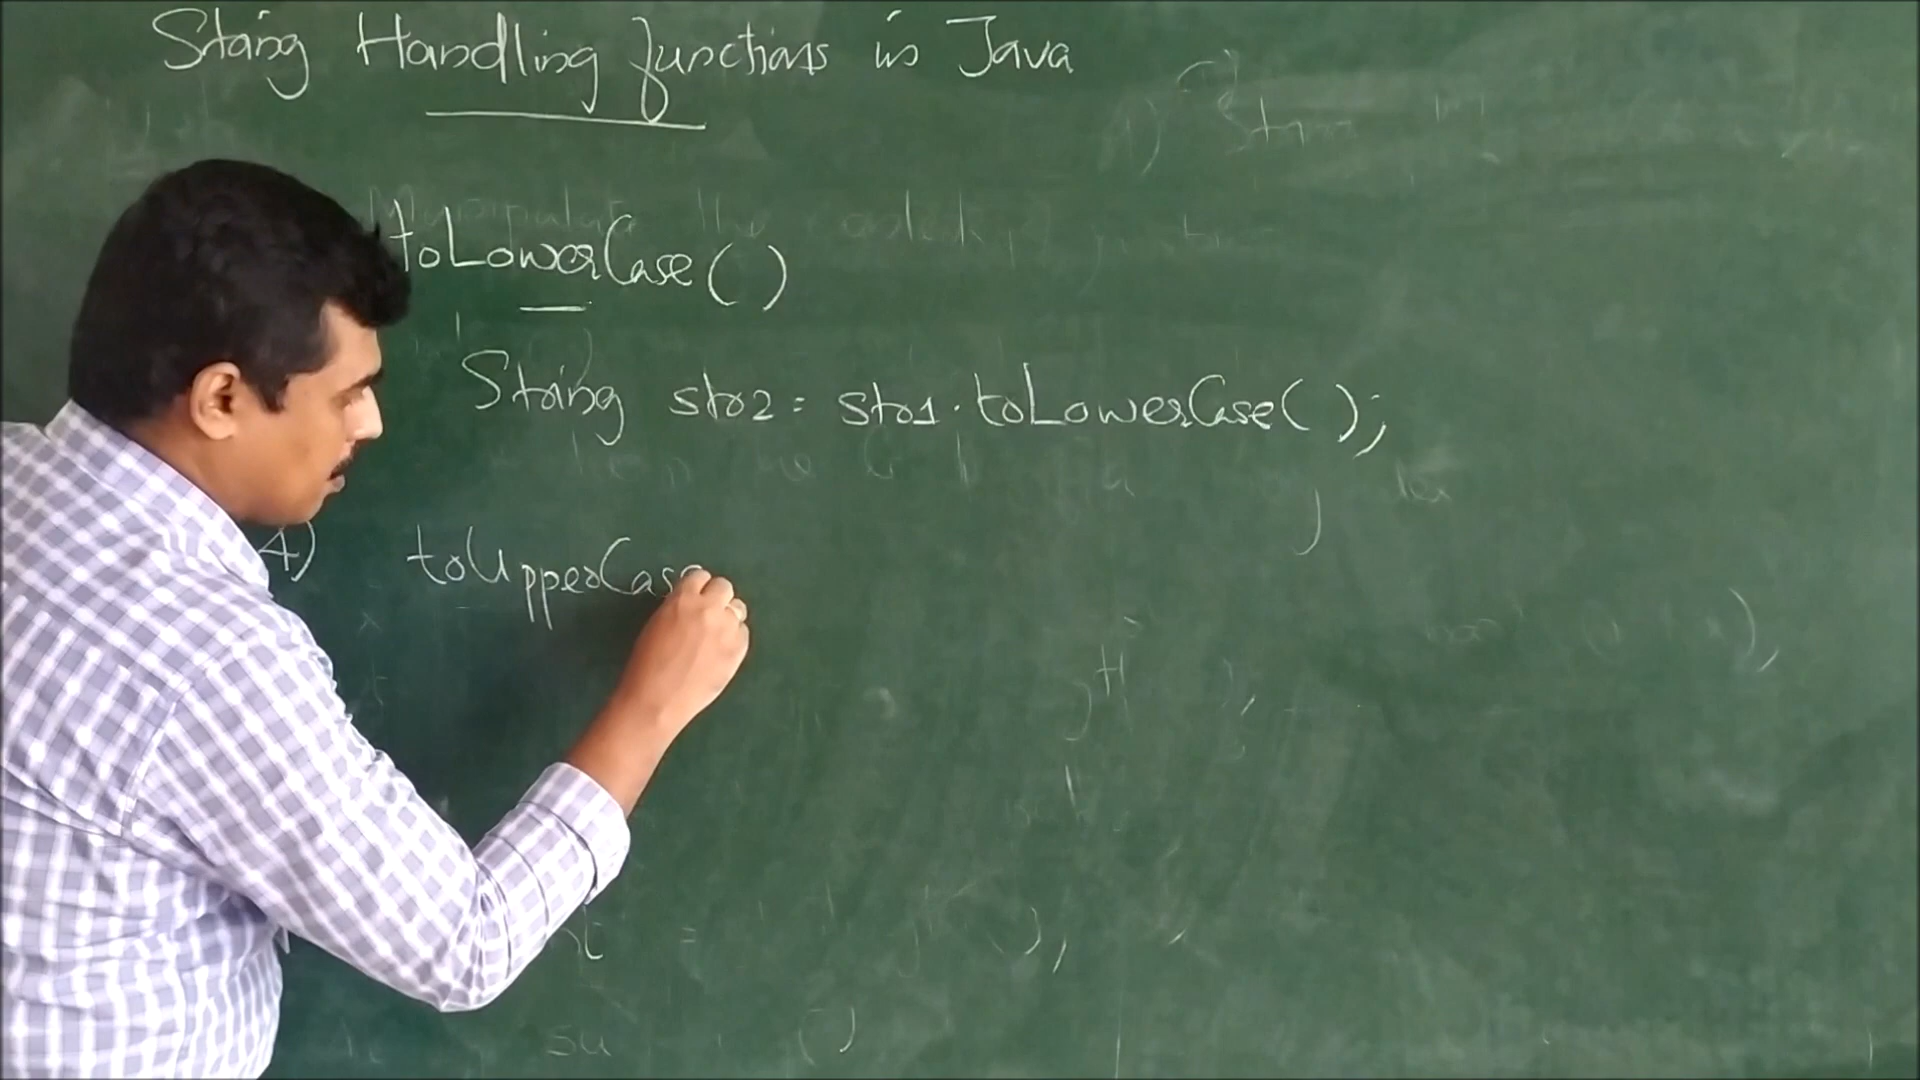 String Handling functions in Java
toLowerCase()
String str2 = str1.toLowerCase();
4) toUpperCase